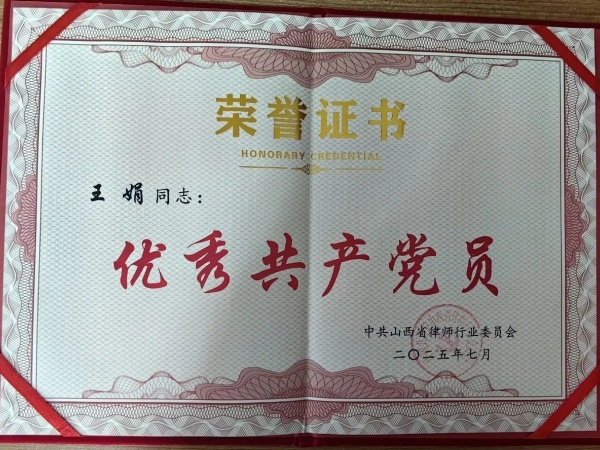 荣誉证书
HONORARY CREDENTIAL
王娟同志：
优秀共产党员
中共山西省律师行业委员会
二〇二五年七月